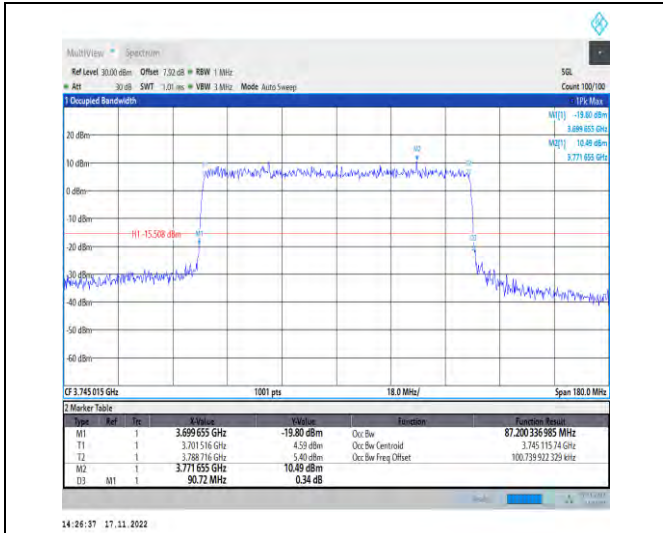 MultiView Spectrum
Ref Level 30.00 dBm Offset 7.92 dB RBW 1 MHz SGL
Att 30 dB SWT 1.01 ms VBW 3 MHz Mode Auto Sweep Count 100/100
1 Occupied Bandwidth 1Pk Max
M1[1] -19.80 dBm
3.699 655 GHz
20 dBm
M2[1] 10.49 dBm
3.771 655 GHz
M2
10 dBm
0 dBm
-10 dBm
H1 -15.508 dBm M1
-20 dBm
-30 dBm
-40 dBm
-50 dBm
-60 dBm
CF 3.745 015 GHz 1001 pts 18.0 MHz/ Span 180.0 MHz
2 Marker Table
Type Ref Trc X-Value Y-Value Function Function Result
M1 1 3.699 655 GHz -19.80 dBm Occ Bw 87.200 336 985 MHz
T1 1 3.701 516 GHz 4.59 dBm Occ Bw Centroid 3.745 115 74 GHz
T2 1 3.788 716 GHz 5.40 dBm Occ Bw Freq Offset 100.739 922 329 kHz
M2 1 3.771 655 GHz 10.49 dBm
D3 M1 1 90.72 MHz 0.34 dB
14:26:37 17.11.2022